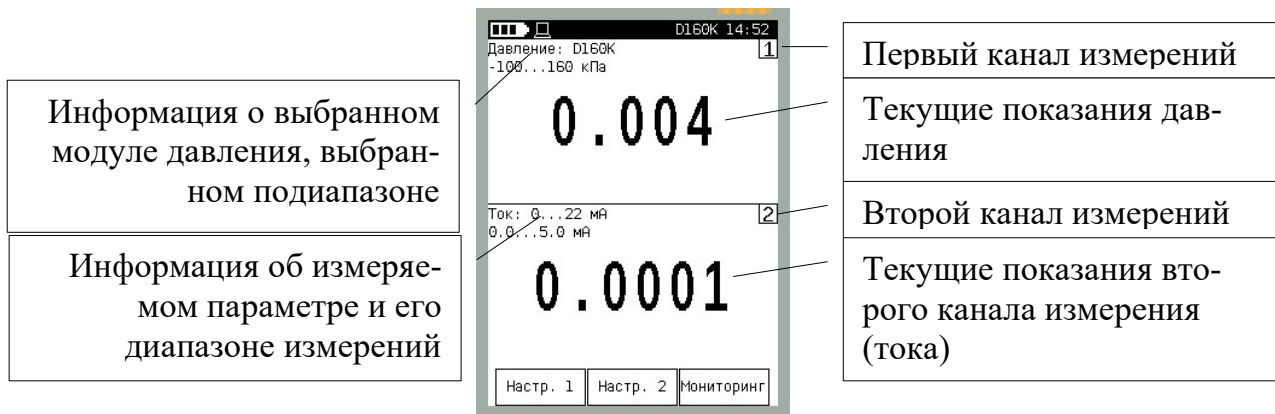 D160K 14:52
Давление: D160K
1
-100...160 кПа
0.004
Ток: 0...22 мА
2
0.0...5.0 мА
0.0001
Настр. 1
Настр. 2
Мониторинг
Информация о выбранном
модуле давления, выбран-
ном подиапазоне
Информация об измеряе-
мом параметре и его
диапазоне измерений
Первый канал измерений
Текущие показания дав-
ления
Второй канал измерений
Текущие показания вто-
рого канала измерения
(тока)